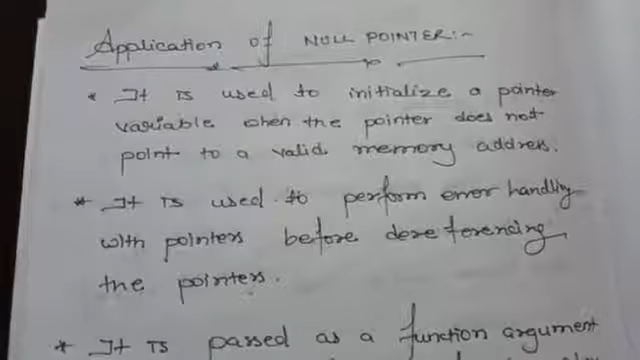 Application of NULL POINTER:-
* It is used to initialize a pointer
variable when the pointer does not
point to a valid memory address.
* It is used to perform error handling
with pointers before dereferencing
the pointers.
* It is passed as a function argument